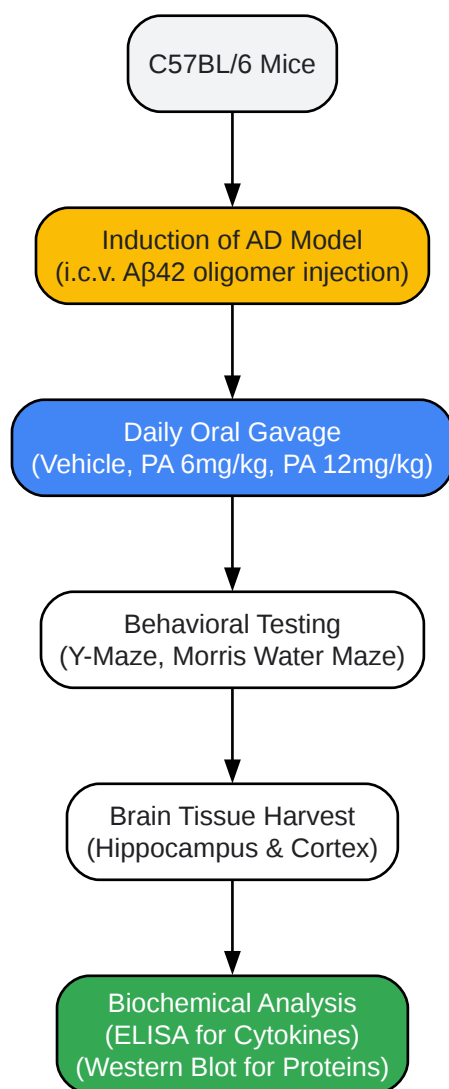 C57BL/6 Mice
Induction of AD Model
(i.c.v. Aβ42 oligomer injection)
Daily Oral Gavage
(Vehicle, PA 6mg/kg, PA 12mg/kg)
Behavioral Testing
(Y-Maze, Morris Water Maze)
Brain Tissue Harvest
(Hippocampus & Cortex)
Biochemical Analysis
(ELISA for Cytokines)
(Western Blot for Proteins)